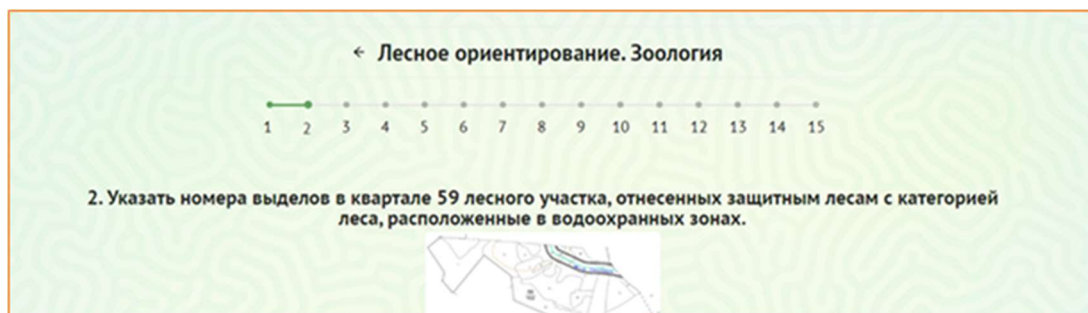 ← Лесное ориентирование. Зоология
1 2 3 4 5 6 7 8 9 10 11 12 13 14 15
2. Указать номера выделов в квартале 59 лесного участка, отнесенных защитным лесам с категорией
леса, расположенные в водоохранных зонах.